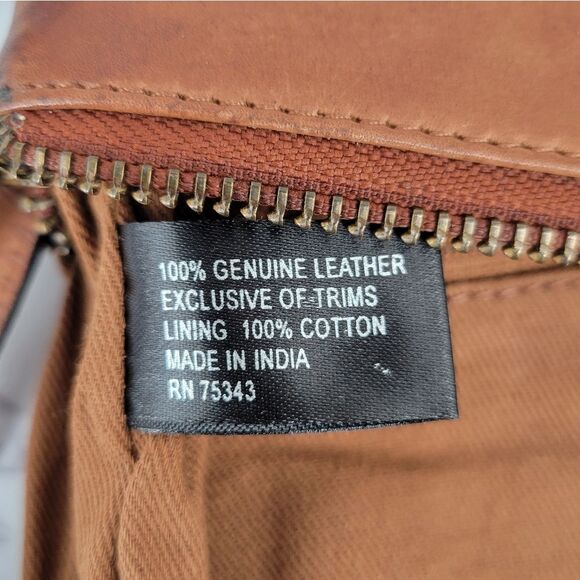 100% GENUINE LEATHER
EXCLUSIVE OF TRIMS
LINING 100% COTTON
MADE IN INDIA
RN 75343